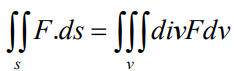 ∬F.ds = ∭divFdv
s v